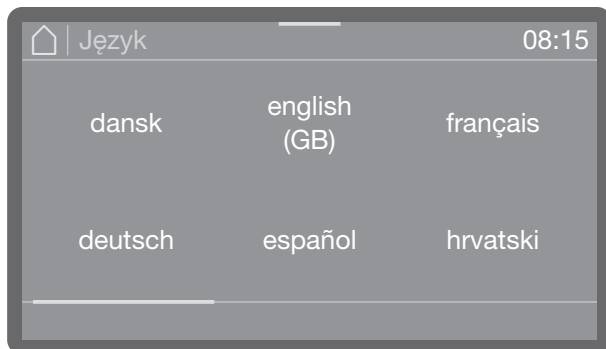 Język 08:15
dansk english (GB) français
deutsch español hrvatski